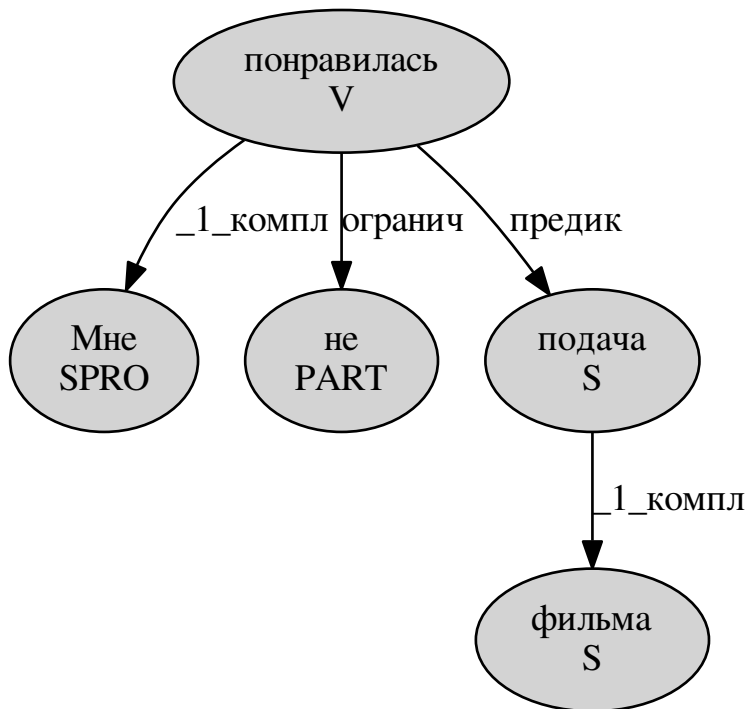 понравилась
V
_1_компл
огранич
предик
Мне
SPRO
не
PART
подача
S
_1_компл
фильма
S